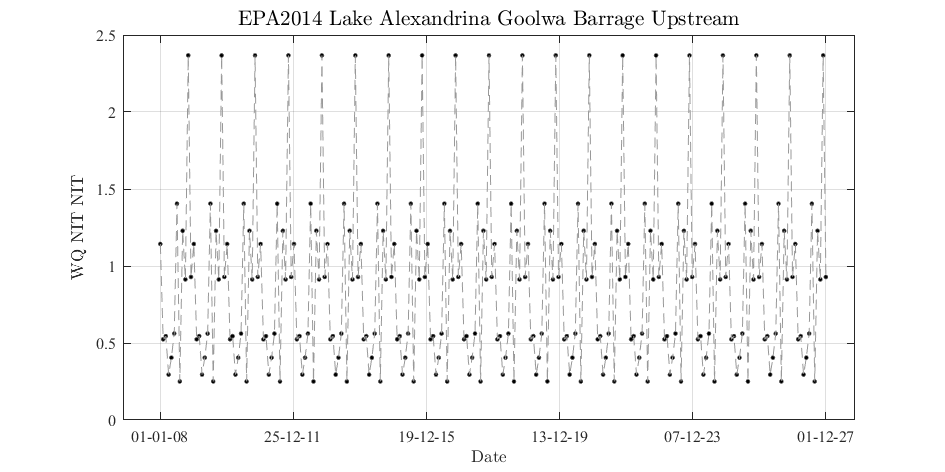 EPA2014 Lake Alexandrina Goolwa Barrage Upstream
2.5
2
1.5
1
0.5
0
WQ NIT NIT
01-01-08 25-12-11 19-12-15 13-12-19 07-12-23 01-12-27
Date